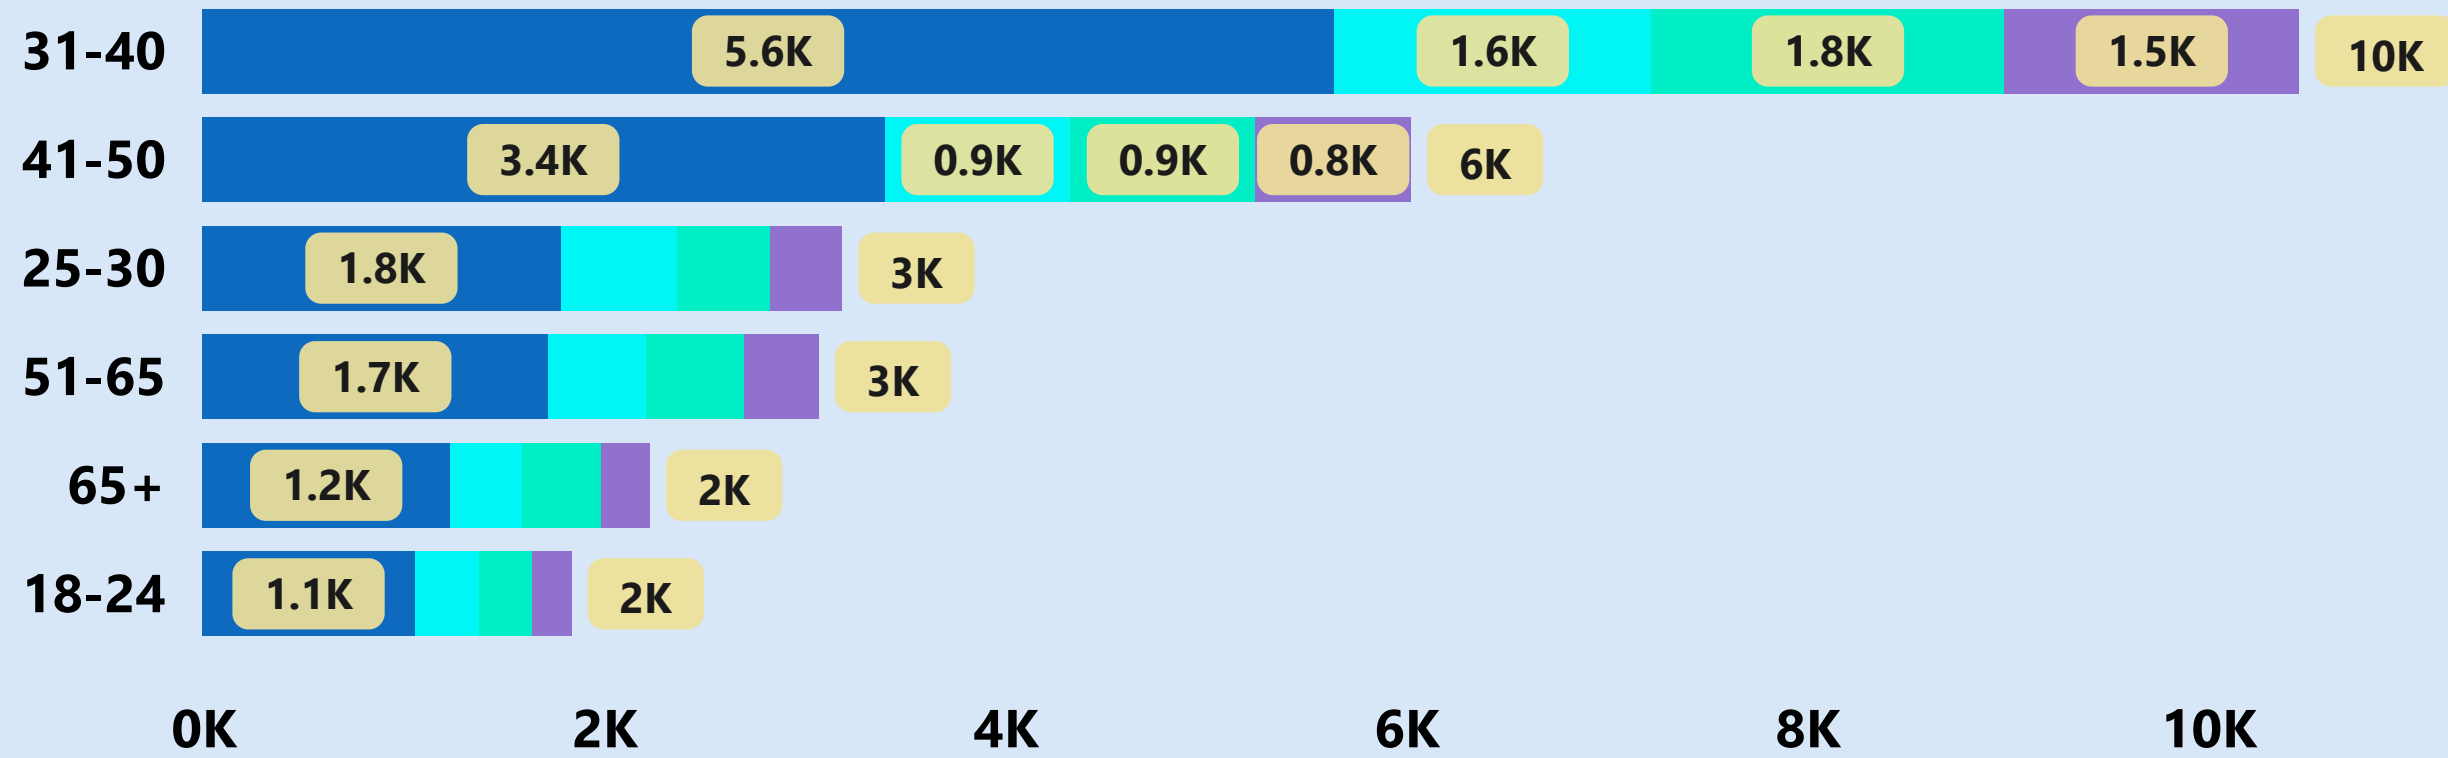 31-40 5.6K 1.6K 1.8K 1.5K 10K
41-50 3.4K 0.9K 0.9K 0.8K 6K
25-30 1.8K 3K
51-65 1.7K 3K
65+ 1.2K 2K
18-24 1.1K 2K
0K 2K 4K 6K 8K 10K